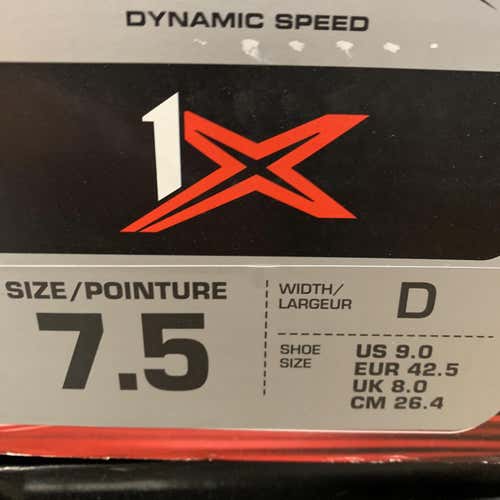 DYNAMIC SPEED
1X
SIZE/POINTURE
7.5
WIDTH/
LARGEUR
D
SHOE
SIZE
US 9.0
EUR 42.5
UK 8.0
CM 26.4